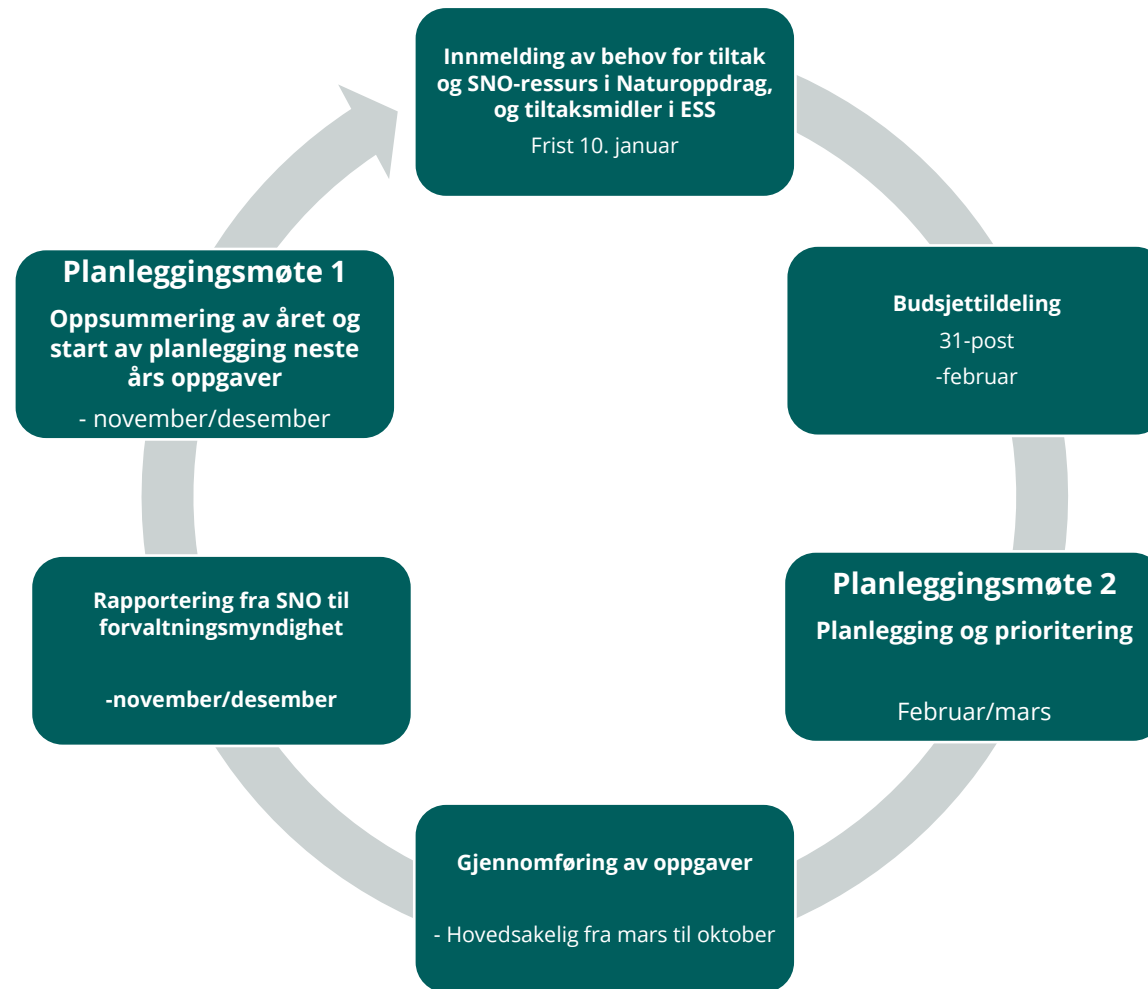 Innmelding av behov for tiltak
og SNO-ressurs i Naturoppdrag,
og tiltaksmidler i ESS
Frist 10. januar
Budsjettildeling
31-post
-februar
Planleggingsmøte 2
Planlegging og prioritering
Februar/mars
Gjennomføring av oppgaver
- Hovedsakelig fra mars til oktober
Rapportering fra SNO til
forvaltningsmyndighet
-november/desember
Planleggingsmøte 1
Oppsummering av året og
start av planlegging neste
års oppgaver
- november/desember